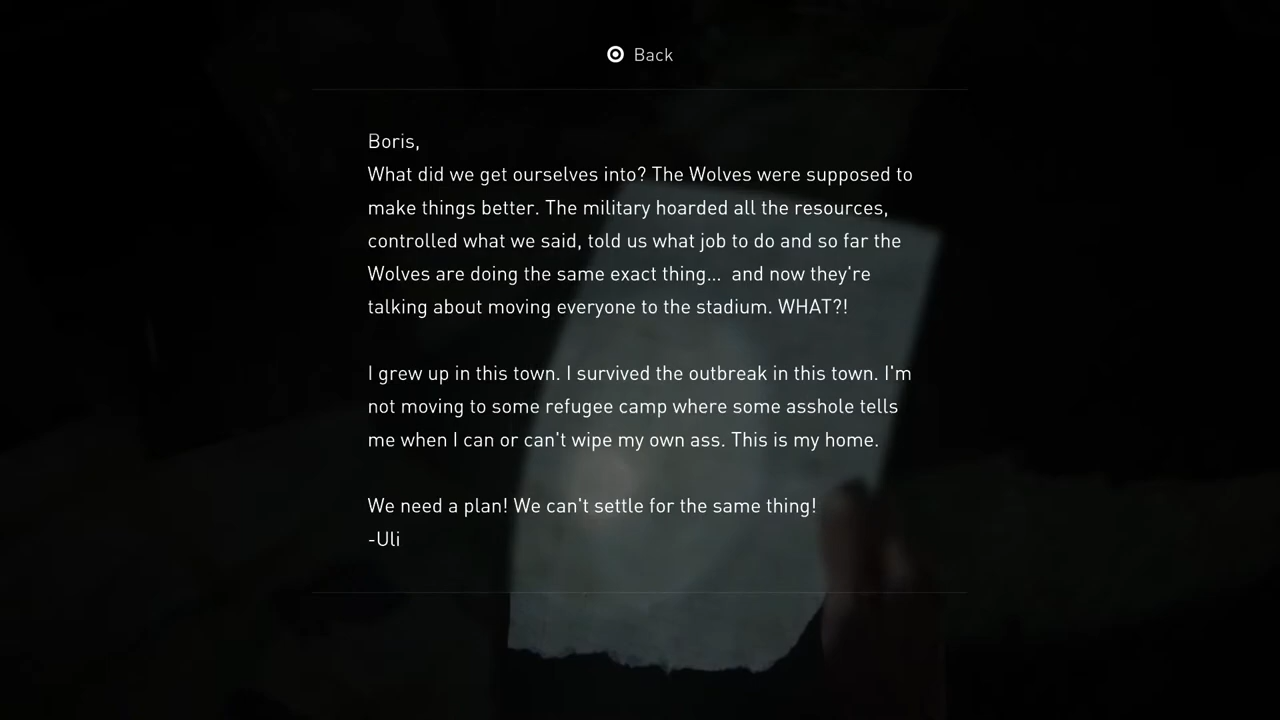 Back
Boris,
What did we get ourselves into? The Wolves were supposed to
make things better. The military hoarded all the resources,
controlled what we said, told us what job to do and so far the
Wolves are doing the same exact thing...  and now they're
talking about moving everyone to the stadium. WHAT?!
I grew up in this town. I survived the outbreak in this town. I'm
not moving to some refugee camp where some asshole tells
me when I can or can't wipe my own ass. This is my home.
We need a plan! We can't settle for the same thing!
-Uli